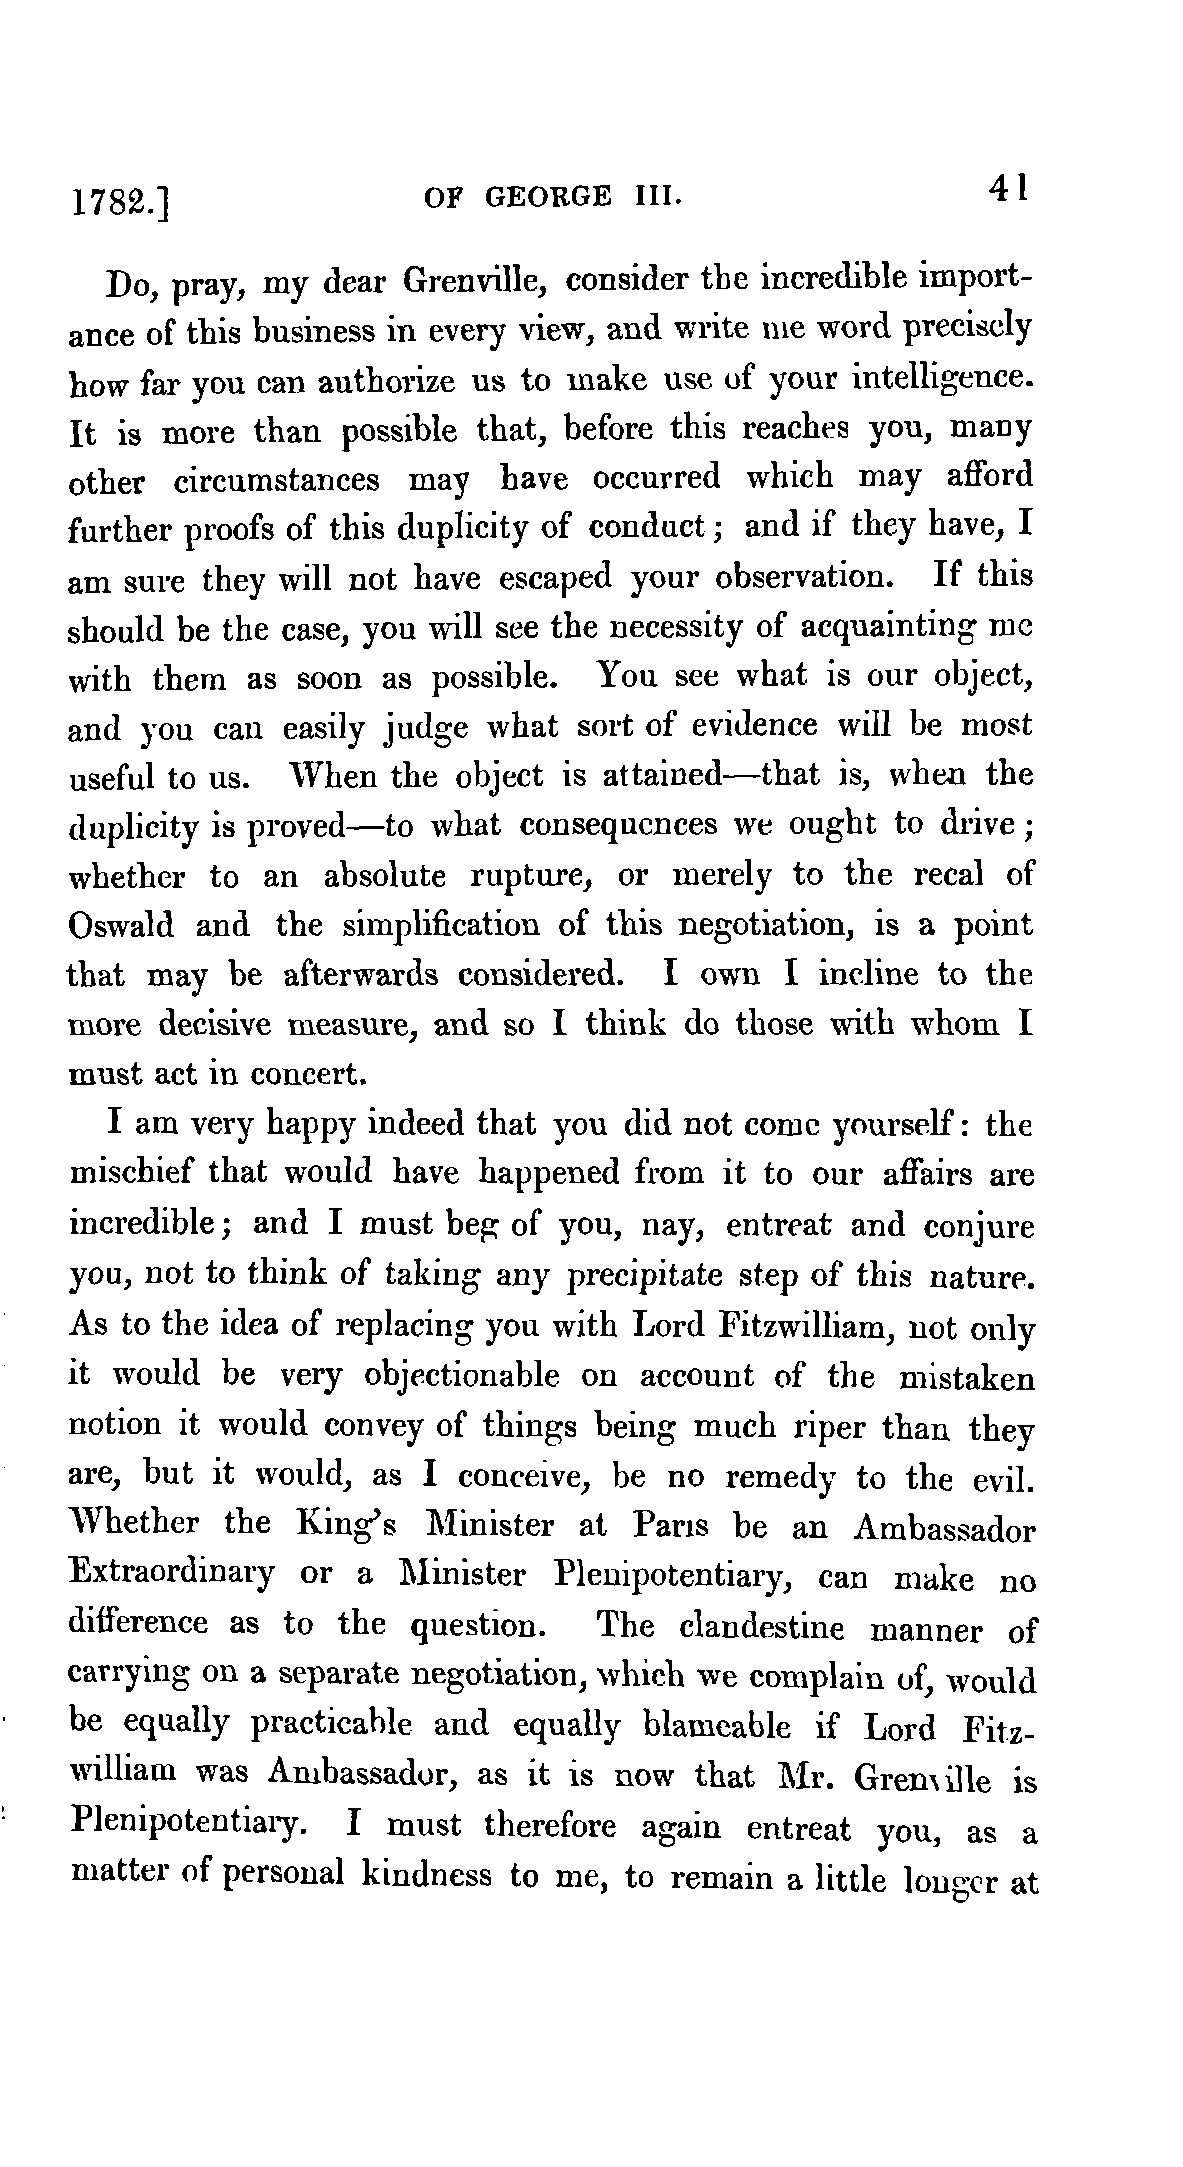 1782.] OF GEORGE III. 41
Do, pray, my dear Grenville, consider the incredible import-
ance of this business in every view, and write me word precisely
how far you can authorize us to make use of your intelligence.
It is more than possible that, before this reaches you, many
other circumstances may have occurred which may afford
further proofs of this duplicity of conduct; and if they have, I
am sure they will not have escaped your observation. If this
should be the case, you will see the necessity of acquainting me
with them as soon as possible. You see what is our object,
and you can easily judge what sort of evidence will be most
useful to us. When the object is attained—that is, when the
duplicity is proved—to what consequences we ought to drive;
whether to an absolute rupture, or merely to the recal of
Oswald and the simplification of this negotiation, is a point
that may be afterwards considered. I own I incline to the
more decisive measure, and so I think do those with whom I
must act in concert.
I am very happy indeed that you did not come yourself: the
mischief that would have happened from it to our affairs are
incredible; and I must beg of you, nay, entreat and conjure
you, not to think of taking any precipitate step of this nature.
As to the idea of replacing you with Lord Fitzwilliam, not only
it would be very objectionable on account of the mistaken
notion it would convey of things being much riper than they
are, but it would, as I conceive, be no remedy to the evil.
Whether the King's Minister at Paris be an Ambassador
Extraordinary or a Minister Plenipotentiary, can make no
difference as to the question. The clandestine manner of
carrying on a separate negotiation, which we complain of, would
be equally practicable and equally blameable if Lord Fitz-
william was Ambassador, as it is now that Mr. Grenville is
Plenipotentiary. I must therefore again entreat you, as a
matter of personal kindness to me, to remain a little longer at